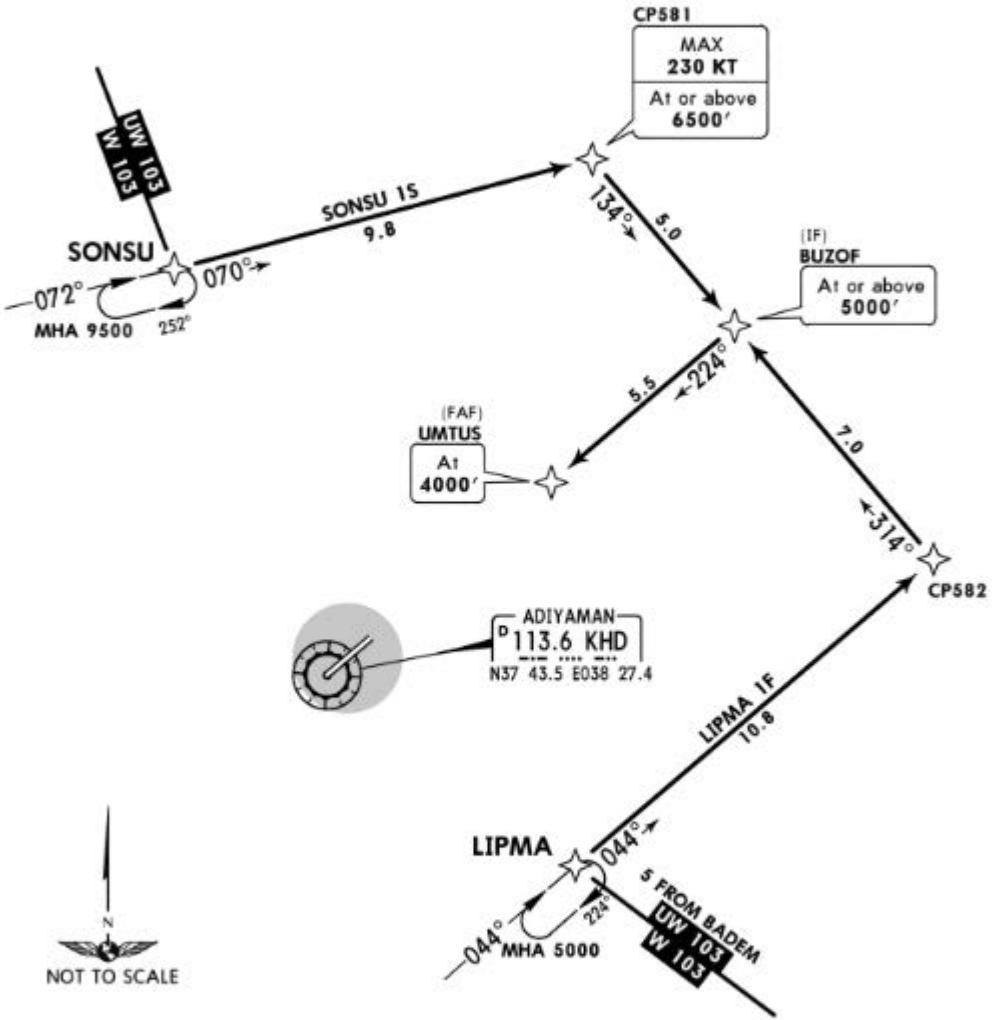 CP581
MAX
230 KT
At or above
6500'
UW 103
W 103
SONSU 1S
9.8
134°
5.0
SONSU
072°
070°
MHA 9500
252°
(IF)
BUZOF
At or above
5000'
5.5
224°
(FAF)
UMTUS
At
4000'
7.0
314°
CP582
ADIYAMAN
D
113.6 KHD
N37 43.5 E038 27.4
LIPMA 1F
10.8
LIPMA
044°
044°
224°
MHA 5000
5 FROM BADEM
UW 103
W 103
N
NOT TO SCALE